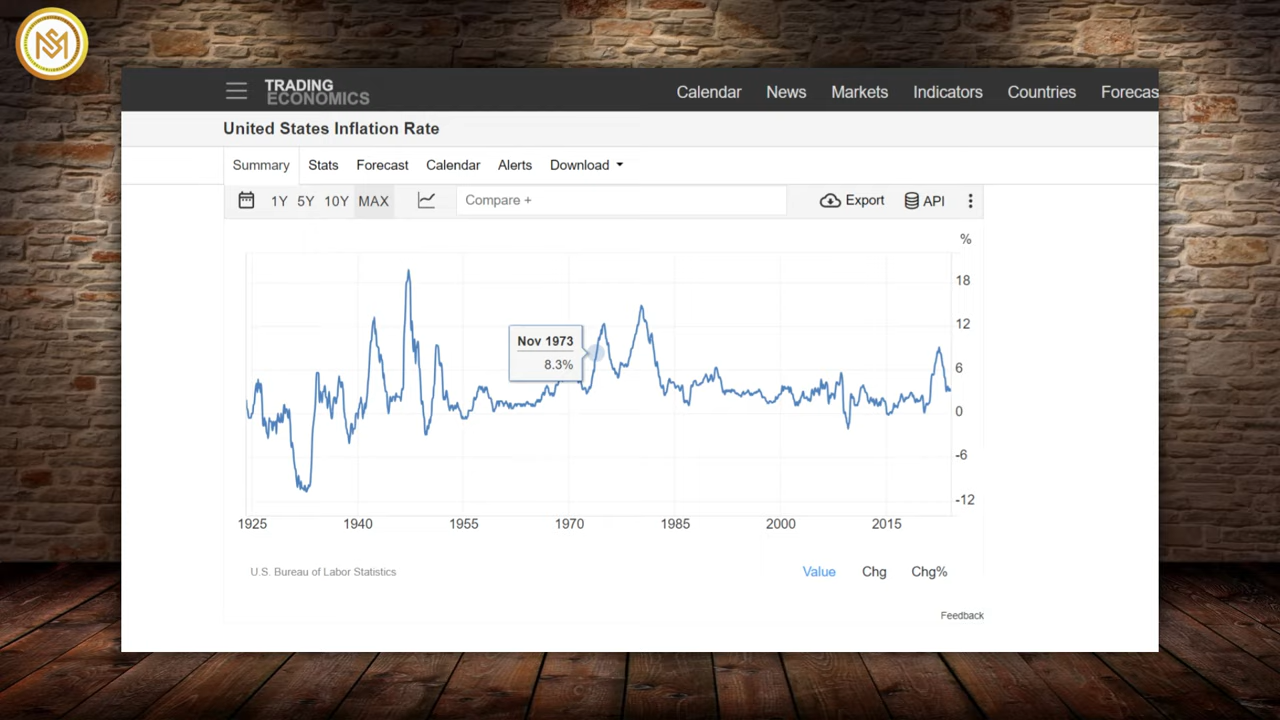 SM
TRADING
ECONOMICS
Calendar News Markets Indicators Countries Forecas
United States Inflation Rate
Summary Stats Forecast Calendar Alerts Download
1Y 5Y 10Y MAX Compare + Export API
%
18
12
6
0
-6
-12
Nov 1973
8.3%
1925 1940 1955 1970 1985 2000 2015
U.S. Bureau of Labor Statistics
Value Chg Chg%
Feedback